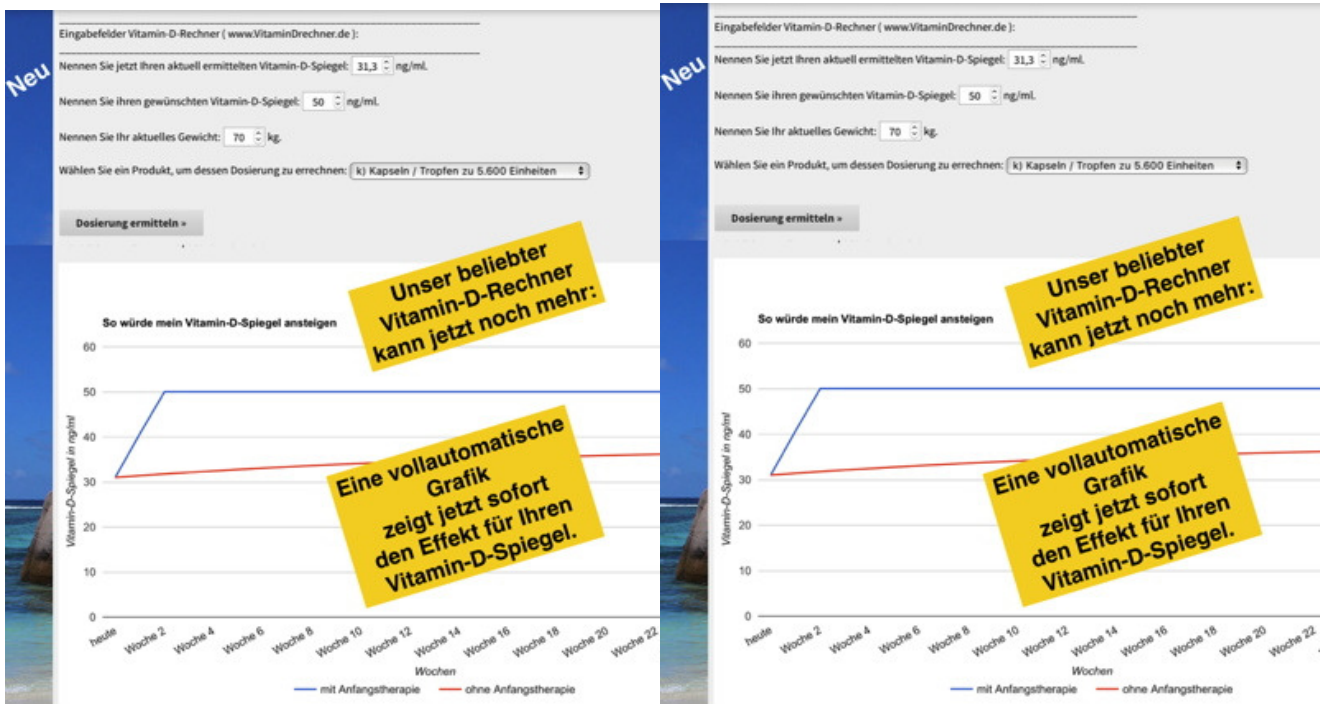 Neu
Eingabefelder Vitamin-D-Rechner ( www.VitaminDrechner.de ):
Nennen Sie jetzt Ihren aktuell ermittelten Vitamin-D-Spiegel: 31,3 ng/ml.
Nennen Sie ihren gewünschten Vitamin-D-Spiegel: 50 ng/ml.
Nennen Sie Ihr aktuelles Gewicht: 70 kg.
Wählen Sie ein Produkt, um dessen Dosierung zu errechnen: k) Kapseln / Tropfen zu 5.600 Einheiten
Dosierung ermitteln »
Unser beliebter
Vitamin-D-Rechner
kann jetzt noch mehr:
So würde mein Vitamin-D-Spiegel ansteigen
60
50
40
30
20
10
0
Vitamin-D-Spiegel in ng/ml
Eine vollautomatische
Grafik
zeigt jetzt sofort
den Effekt für Ihren
Vitamin-D-Spiegel.
heute Woche 2 Woche 4 Woche 6 Woche 8 Woche 10 Woche 12 Woche 14 Woche 16 Woche 18 Woche 20 Woche 22
Wochen
mit Anfangstherapie ohne Anfangstherapie
Neu
Eingabefelder Vitamin-D-Rechner ( www.VitaminDrechner.de ):
Nennen Sie jetzt Ihren aktuell ermittelten Vitamin-D-Spiegel: 31,3 ng/ml.
Nennen Sie ihren gewünschten Vitamin-D-Spiegel: 50 ng/ml.
Nennen Sie Ihr aktuelles Gewicht: 70 kg.
Wählen Sie ein Produkt, um dessen Dosierung zu errechnen: k) Kapseln / Tropfen zu 5.600 Einheiten
Dosierung ermitteln »
Unser beliebter
Vitamin-D-Rechner
kann jetzt noch mehr:
So würde mein Vitamin-D-Spiegel ansteigen
60
50
40
30
20
10
0
Vitamin-D-Spiegel in ng/ml
Eine vollautomatische
Grafik
zeigt jetzt sofort
den Effekt für Ihren
Vitamin-D-Spiegel.
heute Woche 2 Woche 4 Woche 6 Woche 8 Woche 10 Woche 12 Woche 14 Woche 16 Woche 18 Woche 20 Woche 22
Wochen
mit Anfangstherapie ohne Anfangstherapie